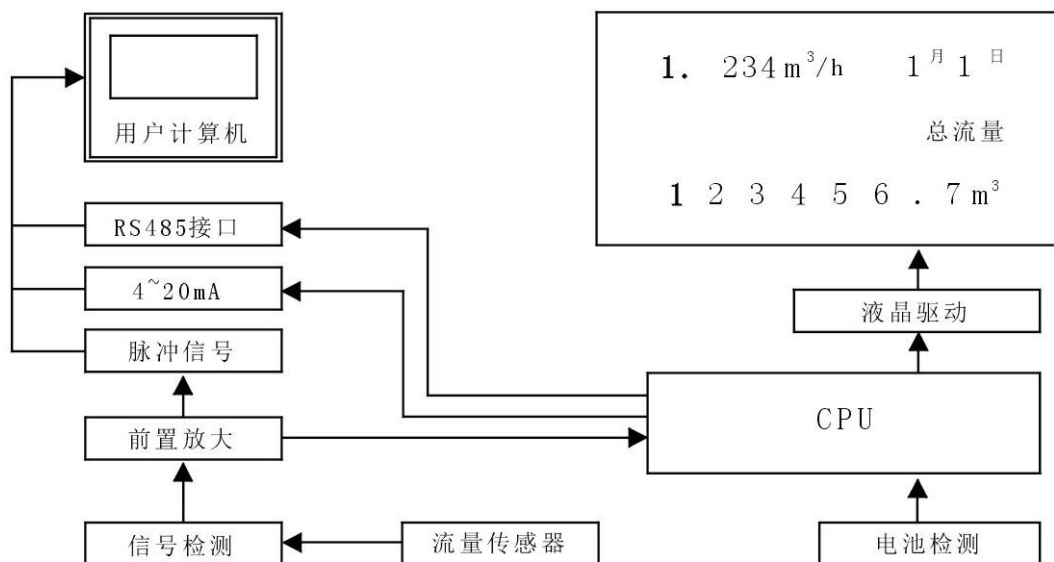 用户计算机
1. 234m³/h 1月1日
总流量
1 2 3 4 5 6 . 7m³
RS485接口
4~20mA
脉冲信号
液晶驱动
前置放大
CPU
信号检测
流量传感器
电池检测